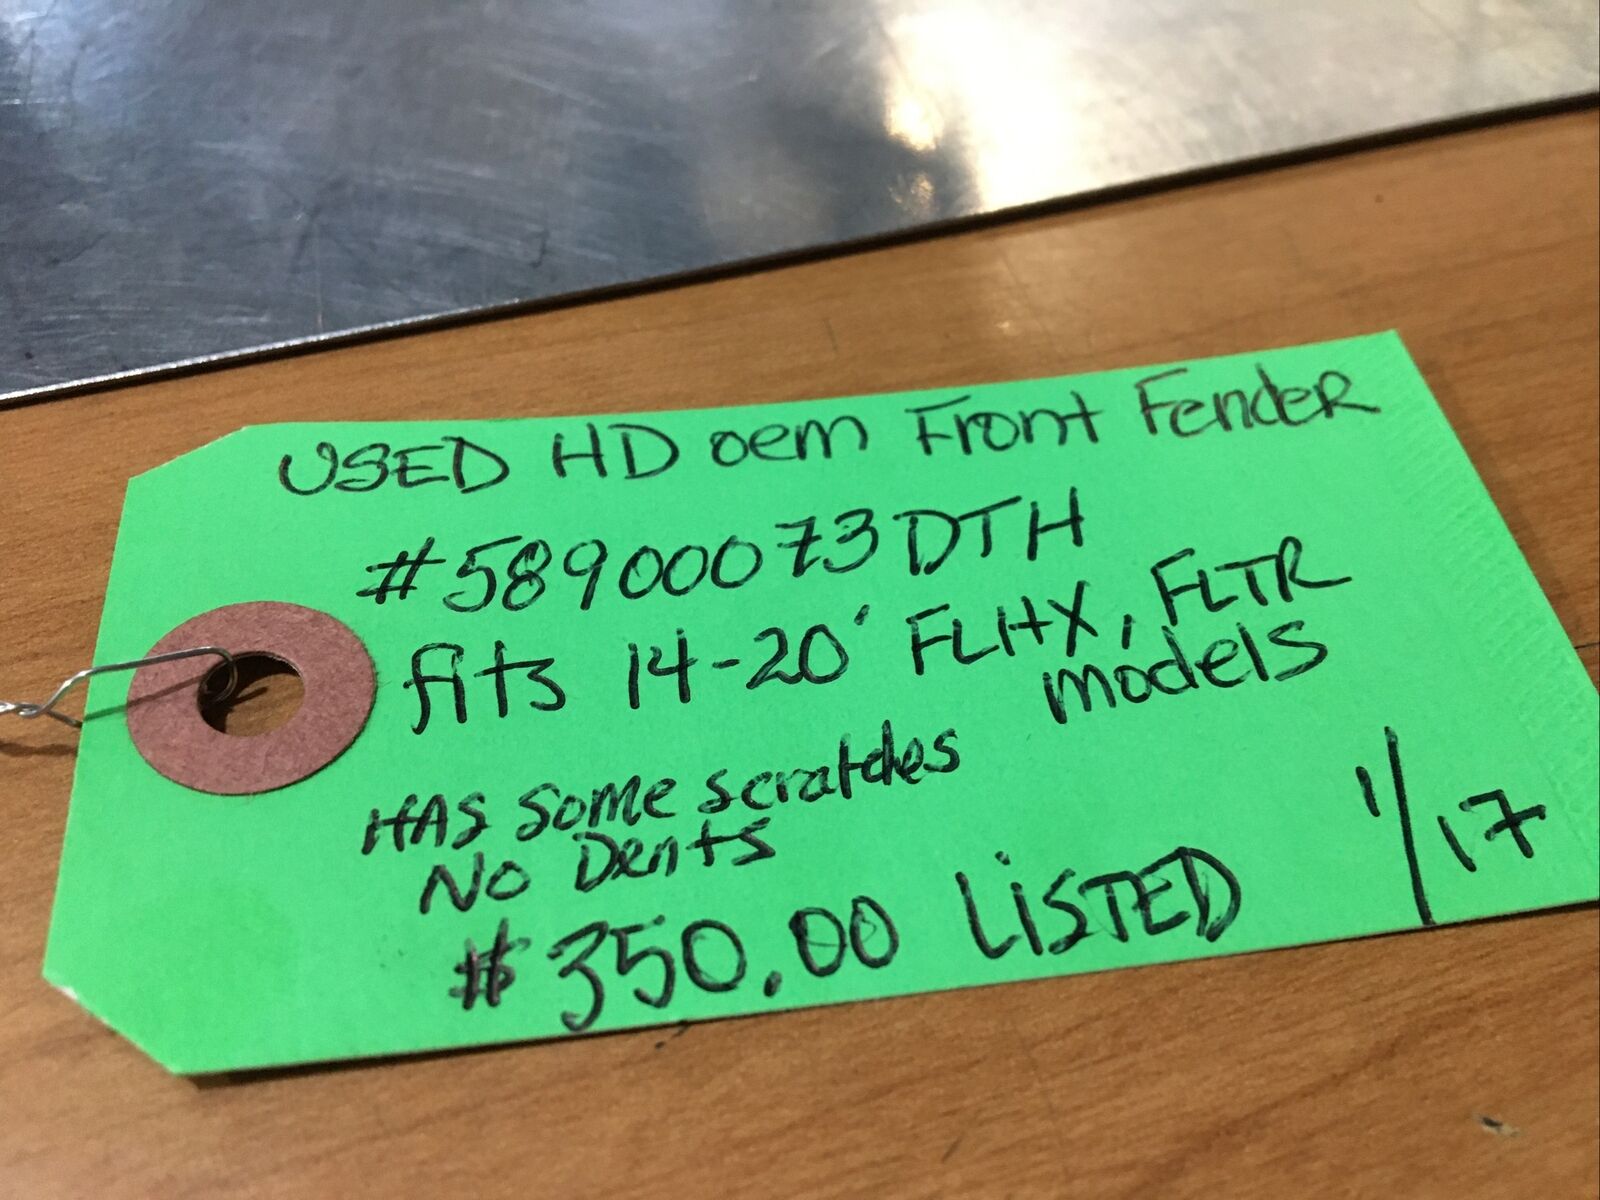 USED HD oem Front Fender
#58900073DTH
fits 14-20' FLHX, FLTR
models
HAS some scratches
No Dents
$350.00 LiSTED
1/17